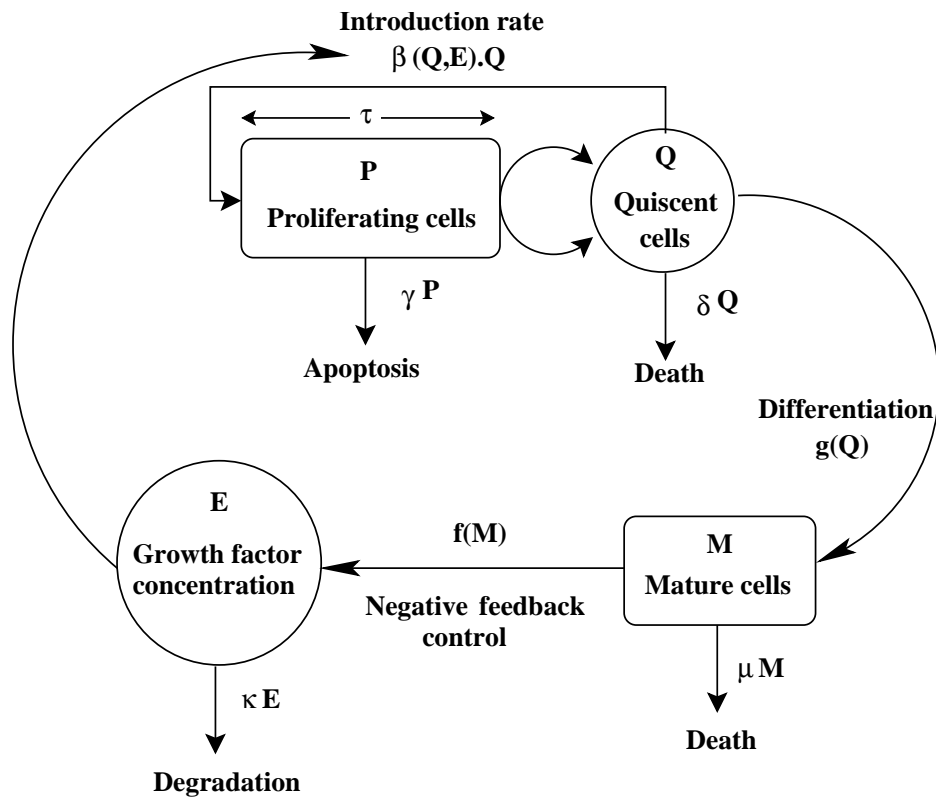 Introduction rate
β (Q,E).Q
τ
P
Proliferating cells
Q
Quiscent
cells
γ P
Apoptosis
δ Q
Death
Differentiation
g(Q)
E
Growth factor
concentration
f(M)
Negative feedback
control
M
Mature cells
κ E
Degradation
μ M
Death